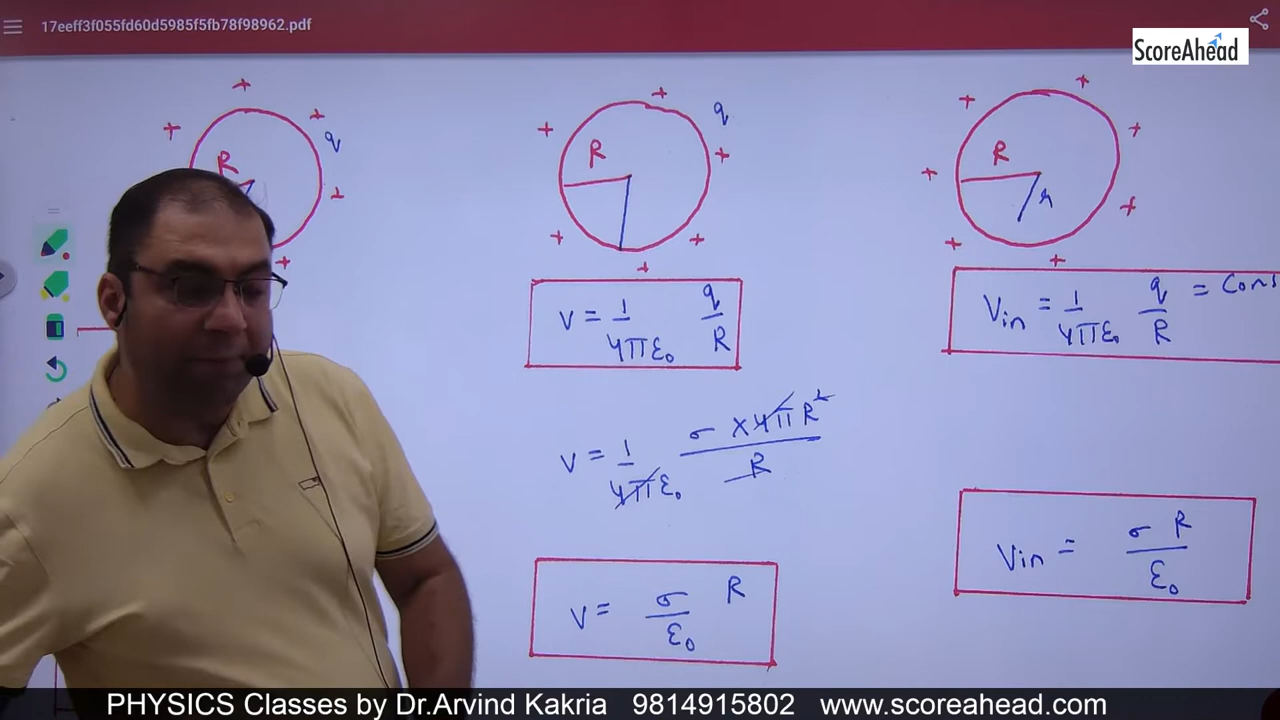 17eeff3f055fd60d5985f5fb78f98962.pdf
ScoreAhead
+ + + + + q R
+ + + + + + q R
+ + + + + + + R r
V = 1/4πε₀ q/R
Vin = 1/4πε₀ q/R = Cons
V = 1/4πε₀ σ × 4πR²/R
Vin = σ R/ε₀
V = σ/ε₀ R
PHYSICS Classes by Dr.Arvind Kakria 9814915802 www.scoreahead.com